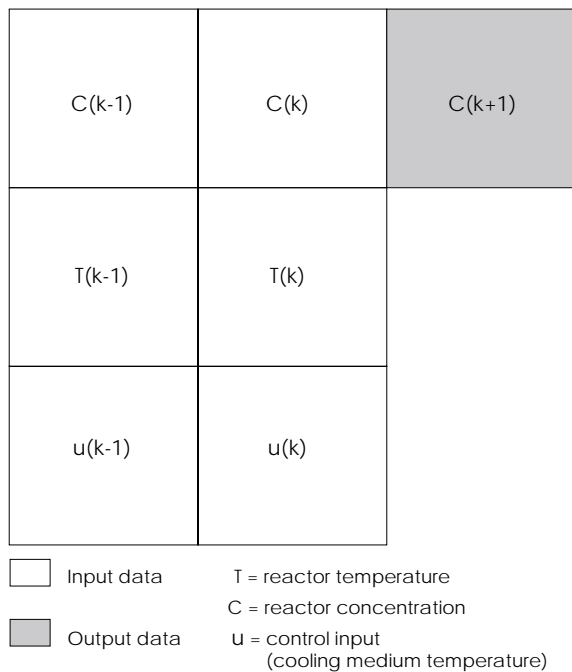 C(k-1) C(k) C(k+1)
T(k-1) T(k)
u(k-1) u(k)
Input data T = reactor temperature
C = reactor concentration
Output data u = control input
(cooling medium temperature)